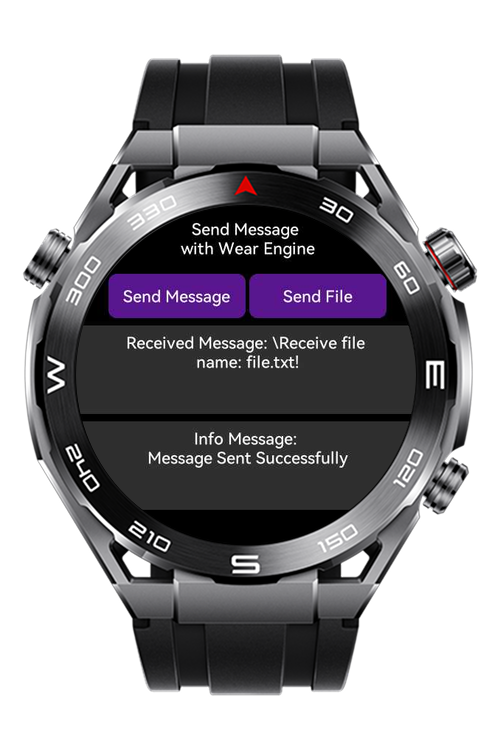 330
30
300
60
W
E
240
120
210
150
S
Send Message
with Wear Engine
Send Message
Send File
Received Message: \Receive file
name: file.txt!
Info Message:
Message Sent Successfully